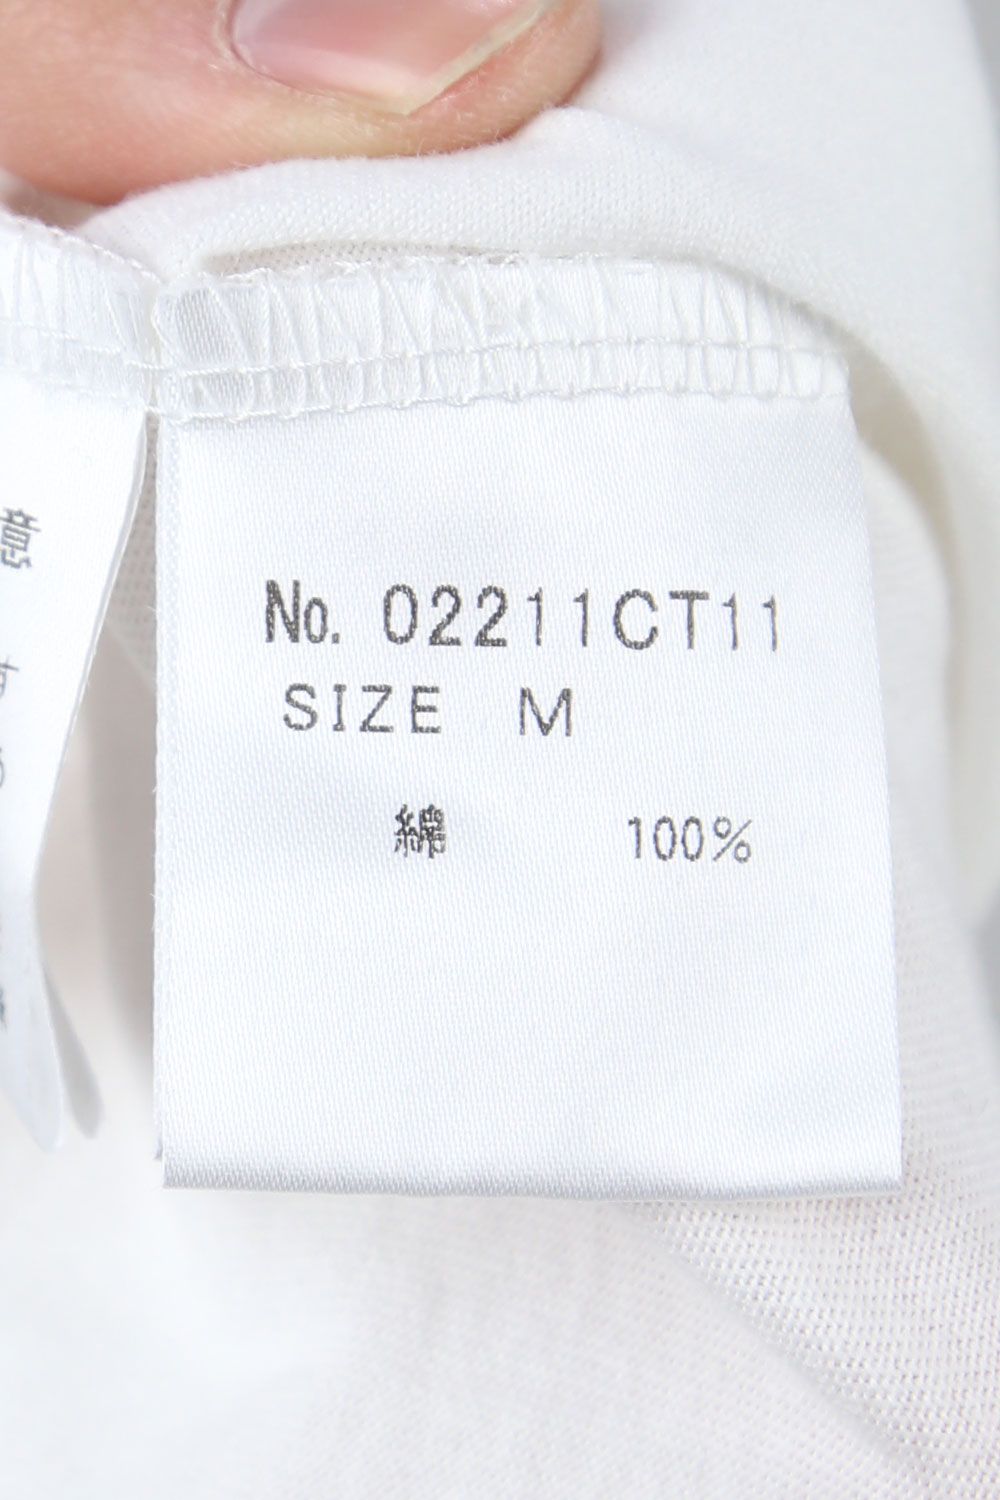 No. 02211CT11
SIZE M
綿 100%